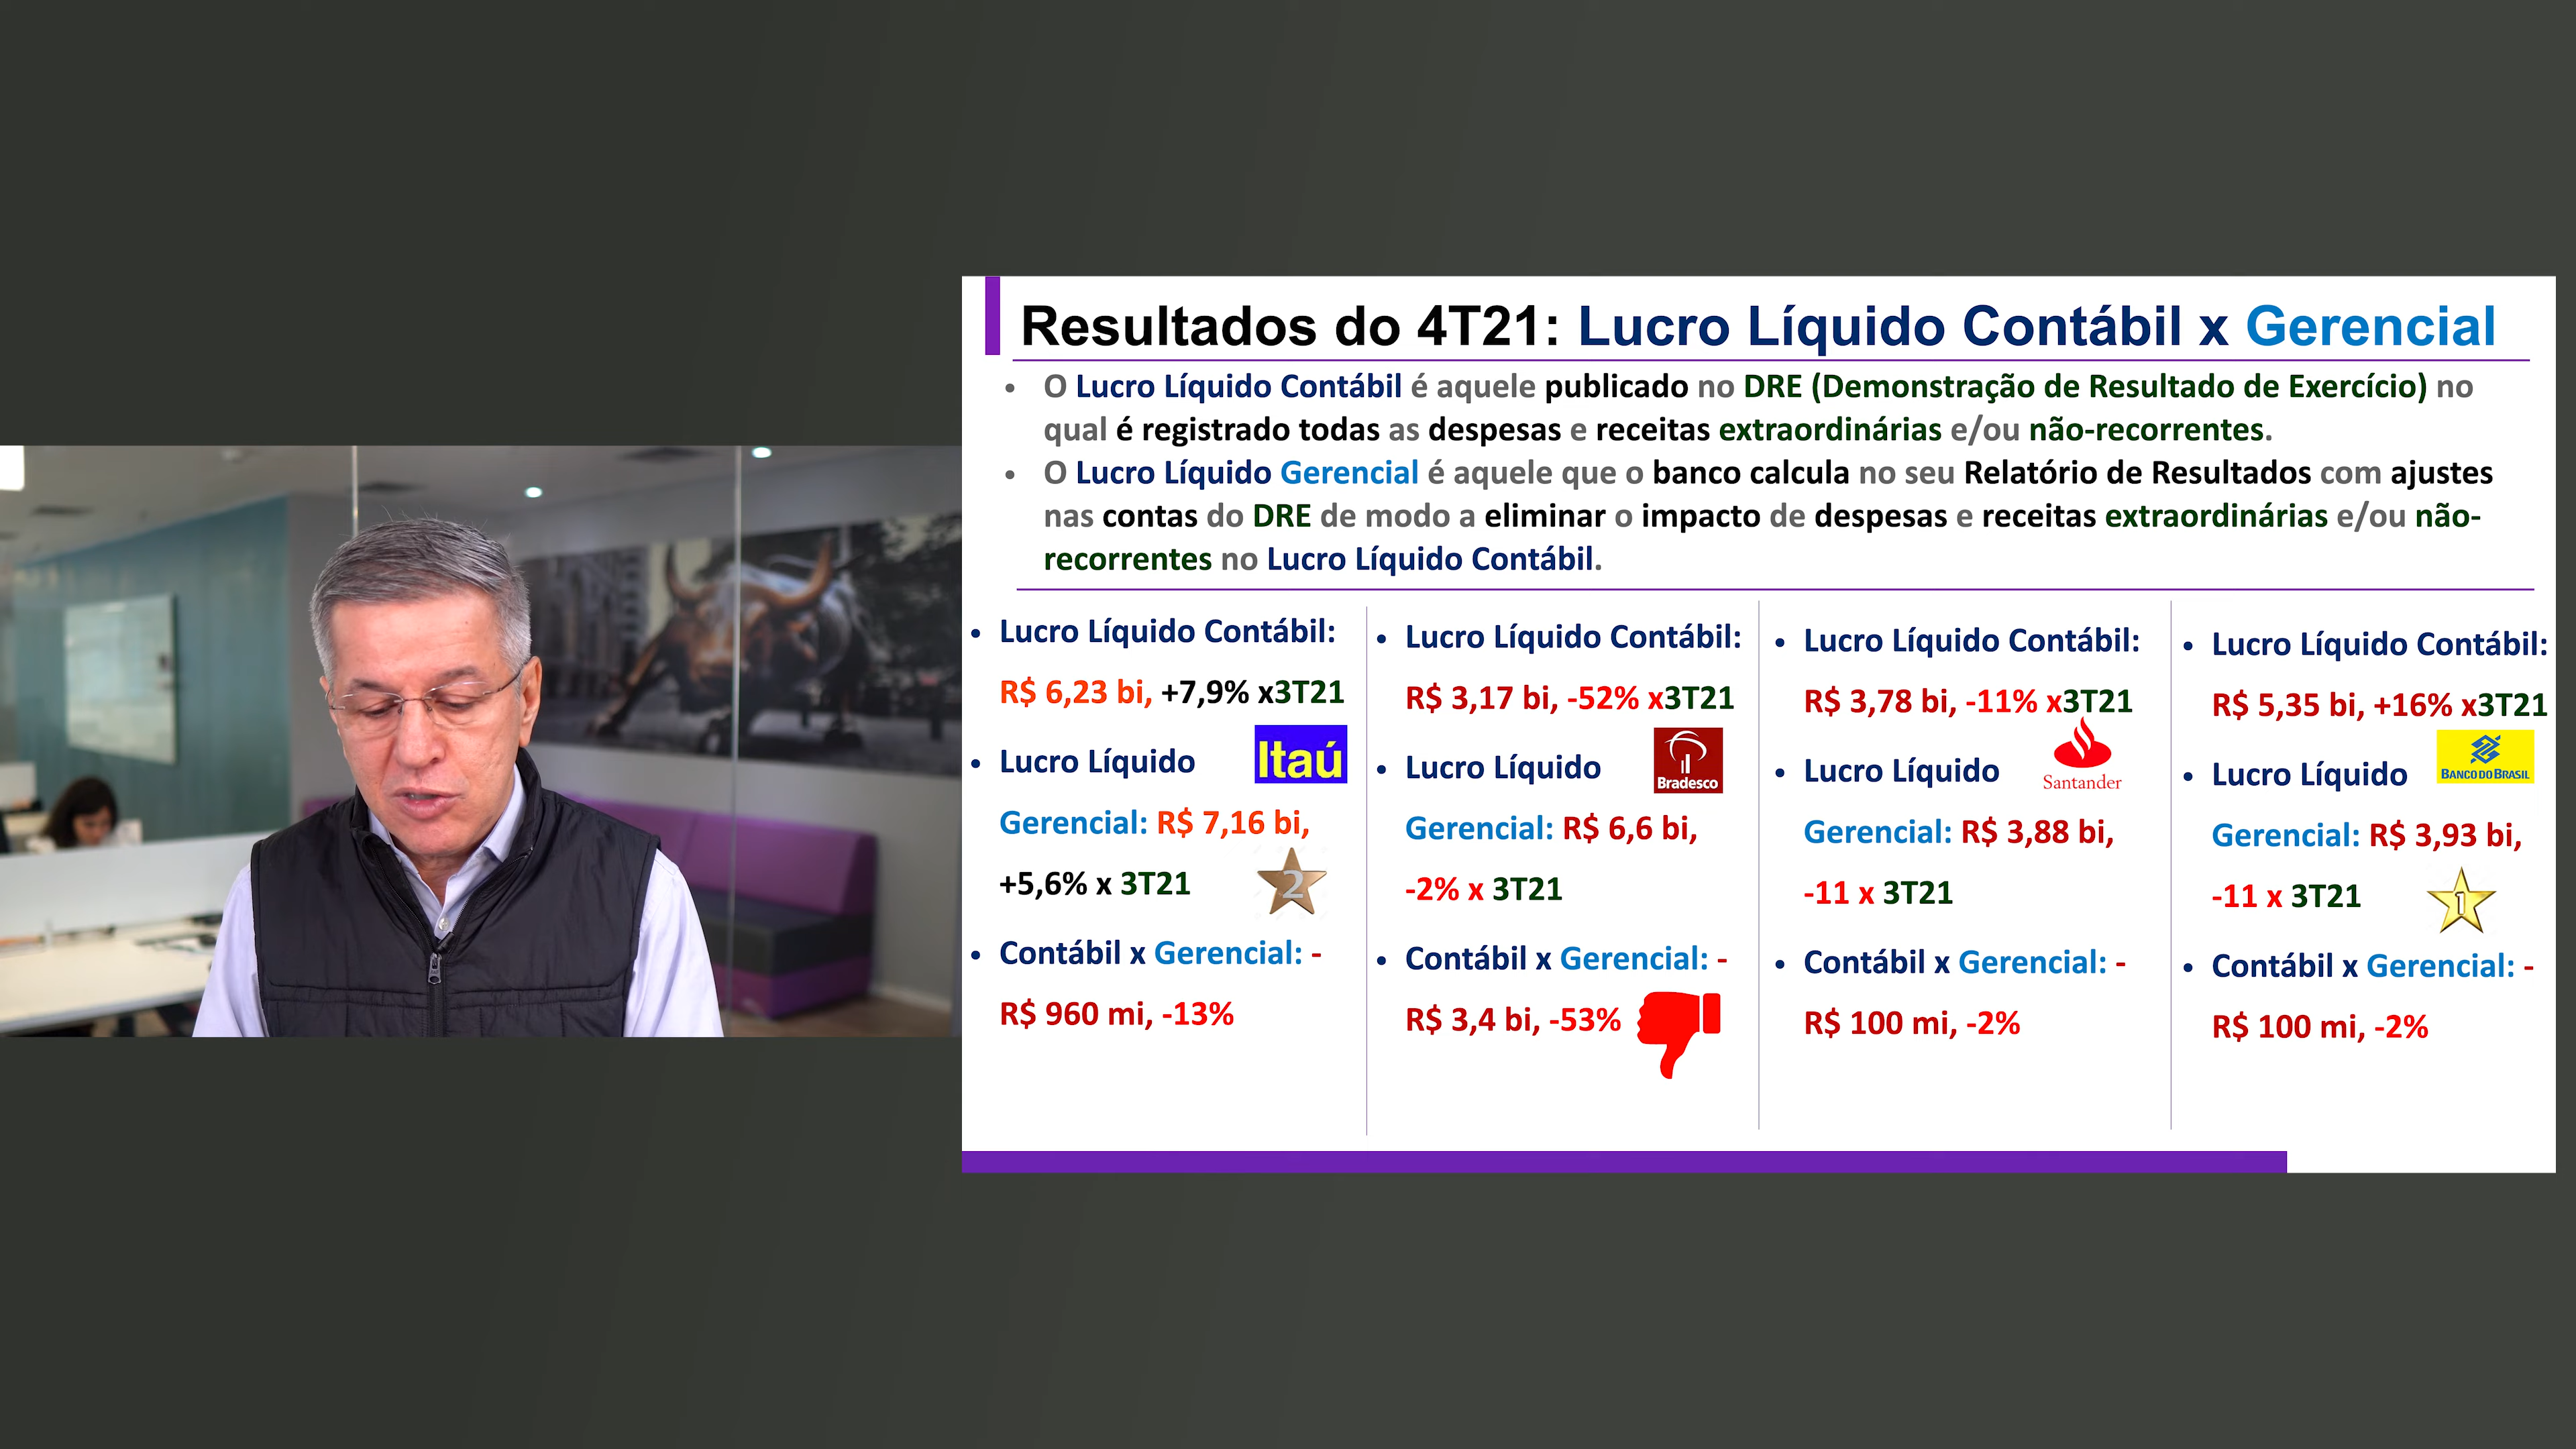 Resultados do 4T21: Lucro Líquido Contábil x Gerencial
• O Lucro Líquido Contábil é aquele publicado no DRE (Demonstração de Resultado de Exercício) no
qual é registrado todas as despesas e receitas extraordinárias e/ou não-recorrentes.
• O Lucro Líquido Gerencial é aquele que o banco calcula no seu Relatório de Resultados com ajustes
nas contas do DRE de modo a eliminar o impacto de despesas e receitas extraordinárias e/ou não-
recorrentes no Lucro Líquido Contábil.
• Lucro Líquido Contábil:
R$ 6,23 bi, +7,9% x3T21
Itaú
• Lucro Líquido
Gerencial: R$ 7,16 bi,
+5,6% x 3T21
2
• Contábil x Gerencial: -
R$ 960 mi, -13%
• Lucro Líquido Contábil:
R$ 3,17 bi, -52% x3T21
Bradesco
• Lucro Líquido
Gerencial: R$ 6,6 bi,
-2% x 3T21
• Contábil x Gerencial: -
R$ 3,4 bi, -53%
• Lucro Líquido Contábil:
R$ 3,78 bi, -11% x3T21
Santander
• Lucro Líquido
Gerencial: R$ 3,88 bi,
-11 x 3T21
• Contábil x Gerencial: -
R$ 100 mi, -2%
• Lucro Líquido Contábil:
R$ 5,35 bi, +16% x3T21
BANCO DO BRASIL
• Lucro Líquido
Gerencial: R$ 3,93 bi,
-11 x 3T21
1
• Contábil x Gerencial: -
R$ 100 mi, -2%